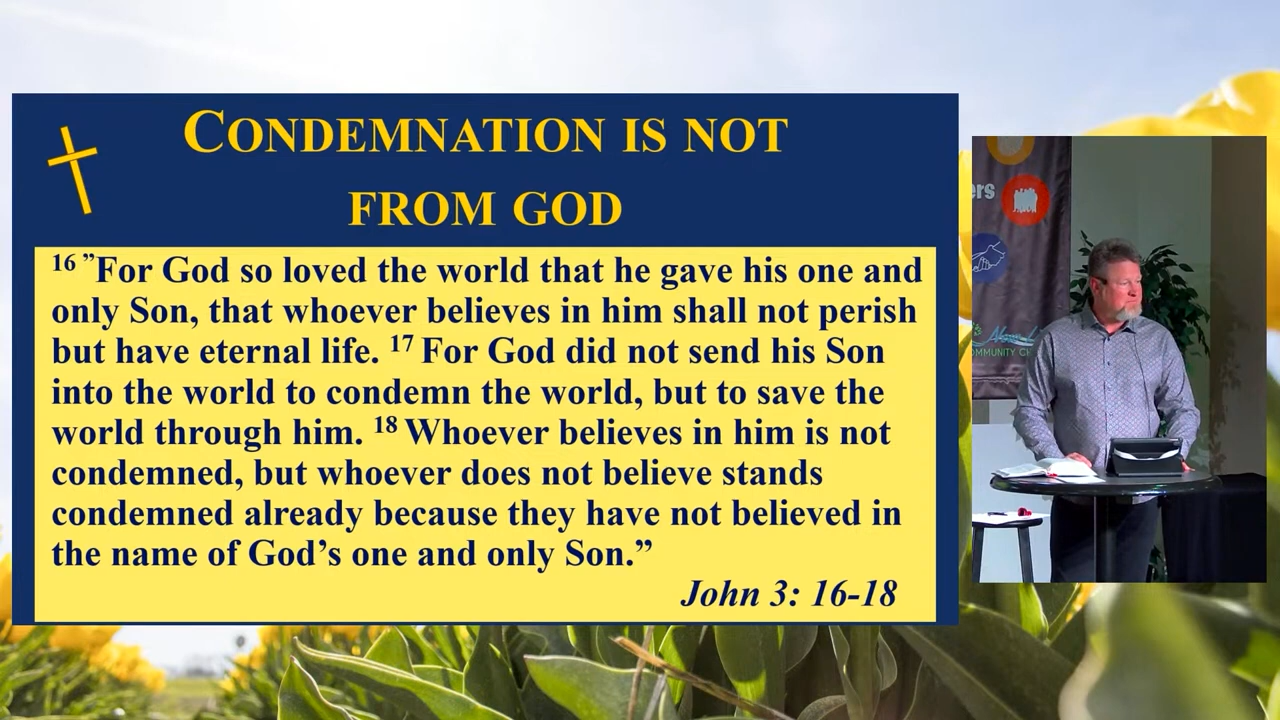 CONDEMNATION IS NOT
FROM GOD
16 ”For God so loved the world that he gave his one and
only Son, that whoever believes in him shall not perish
but have eternal life. 17 For God did not send his Son
into the world to condemn the world, but to save the
world through him. 18 Whoever believes in him is not
condemned, but whoever does not believe stands
condemned already because they have not believed in
the name of God’s one and only Son.”
John 3: 16-18
ers